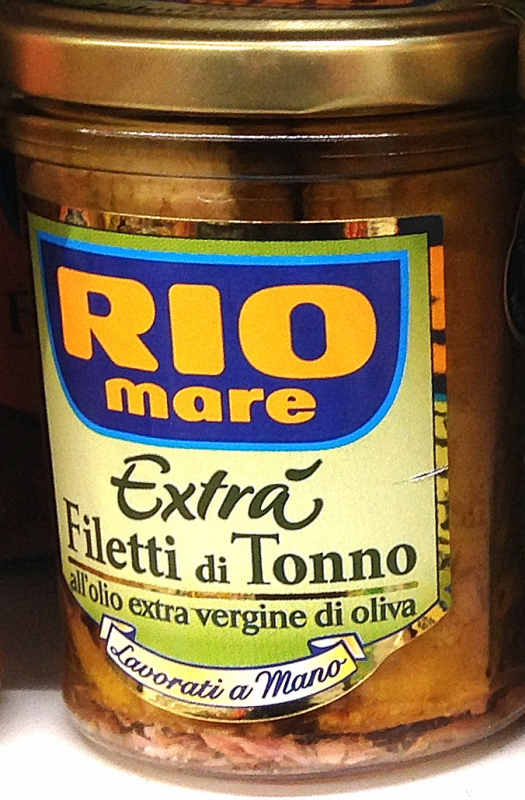 RIO
mare
Extra
Filetti di Tonno
all'olio extra vergine di oliva
Lavorati a Mano